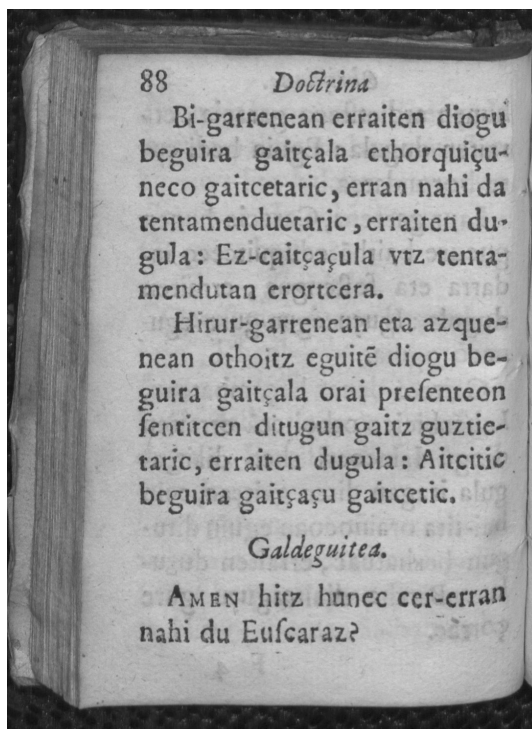 88 Doctrina
Bi-garrenean erraiten diogu
beguira gaitçala ethorquiçu-
neco gaitcetaric, erran nahi da
tentamenduetaric, erraiten du-
gula: Ez-caitçaçula vtz tenta-
mendutan erortcera.
Hirur-garrenean eta azque-
nean othoitz eguitē diogu be-
guira gaitçala orai preſenteon
ſentitcen ditugun gaitz guztie-
taric, erraiten dugula: Aitcitic
beguira gaitçaçu gaitcetic.
Galdeguitea.
AMEN hitz hunec cer-erran
nahi du Euſcaraz?